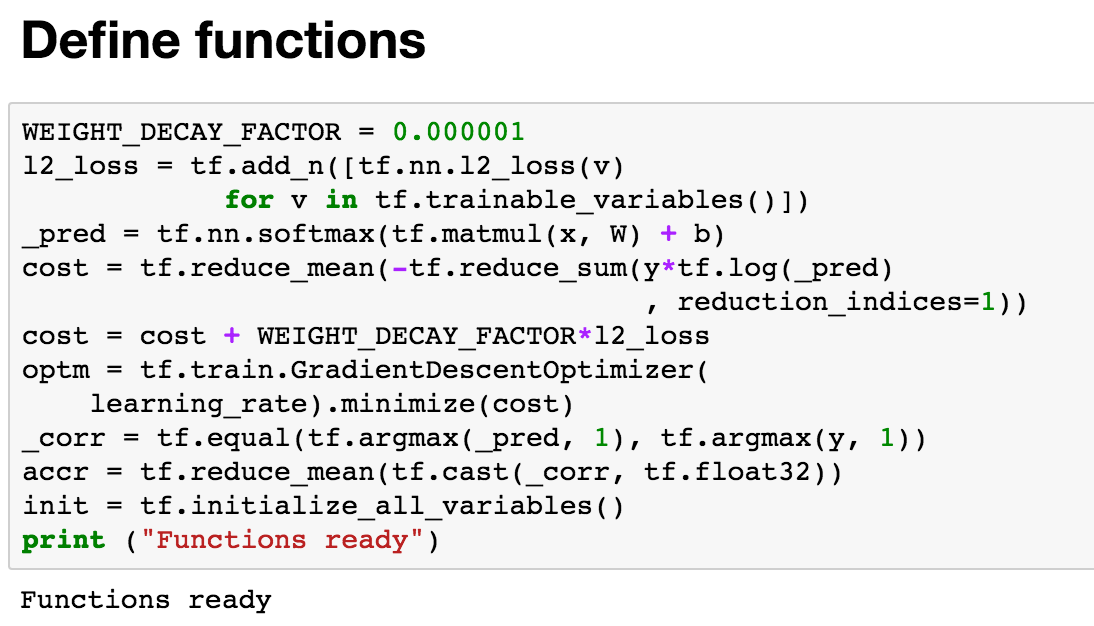 Define functions
WEIGHT_DECAY_FACTOR = 0.000001
l2_loss = tf.add_n([tf.nn.l2_loss(v)
            for v in tf.trainable_variables()])
_pred = tf.nn.softmax(tf.matmul(x, W) + b)
cost = tf.reduce_mean(-tf.reduce_sum(y*tf.log(_pred)
                                     , reduction_indices=1))
cost = cost + WEIGHT_DECAY_FACTOR*l2_loss
optm = tf.train.GradientDescentOptimizer(
    learning_rate).minimize(cost)
_corr = tf.equal(tf.argmax(_pred, 1), tf.argmax(y, 1))
accr = tf.reduce_mean(tf.cast(_corr, tf.float32))
init = tf.initialize_all_variables()
print ("Functions ready")
Functions ready